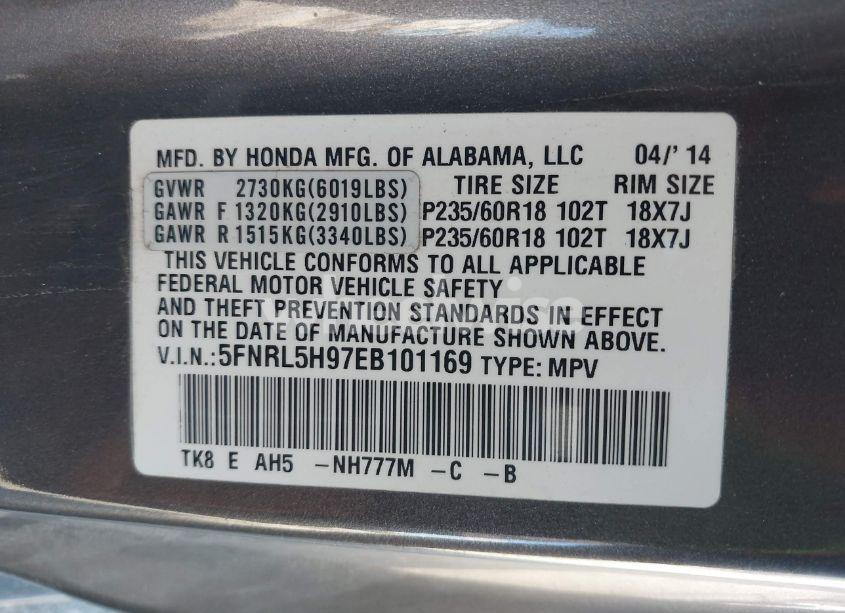 MFD. BY HONDA MFG. OF ALABAMA, LLC 04/' 14
GVWR 2730KG(6019LBS) TIRE SIZE RIM SIZE
GAWR F 1320KG(2910LBS) P235/60R18 102T 18X7J
GAWR R 1515KG(3340LBS) P235/60R18 102T 18X7J
THIS VEHICLE CONFORMS TO ALL APPLICABLE
FEDERAL MOTOR VEHICLE SAFETY
AND THEFT PREVENTION STANDARDS IN EFFECT
ON THE DATE OF MANUFACTURE SHOWN ABOVE.
V.I.N.:5FNRL5H97EB101169 TYPE: MPV
TK8 E AH5 -NH777M -C -B